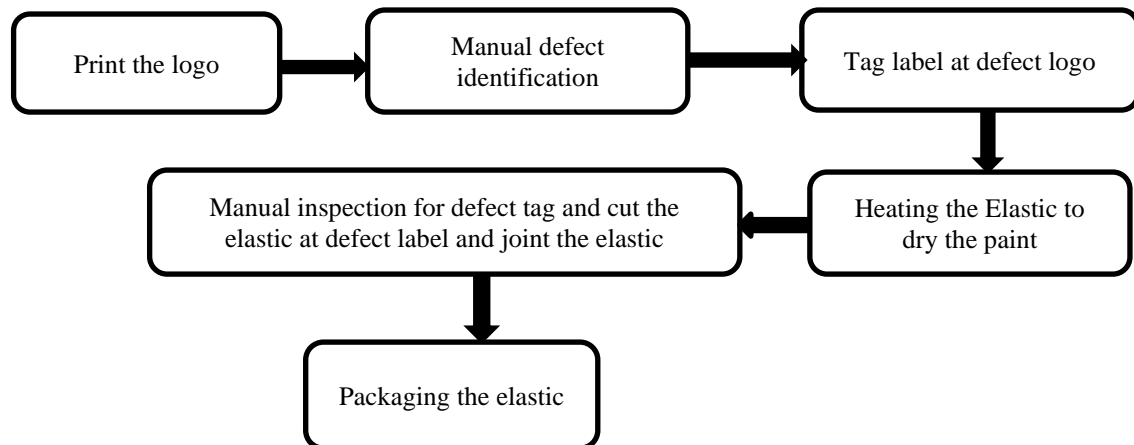 Print the logo
Manual defect
identification
Tag label at defect logo
Heating the Elastic to
dry the paint
Manual inspection for defect tag and cut the
elastic at defect label and joint the elastic
Packaging the elastic